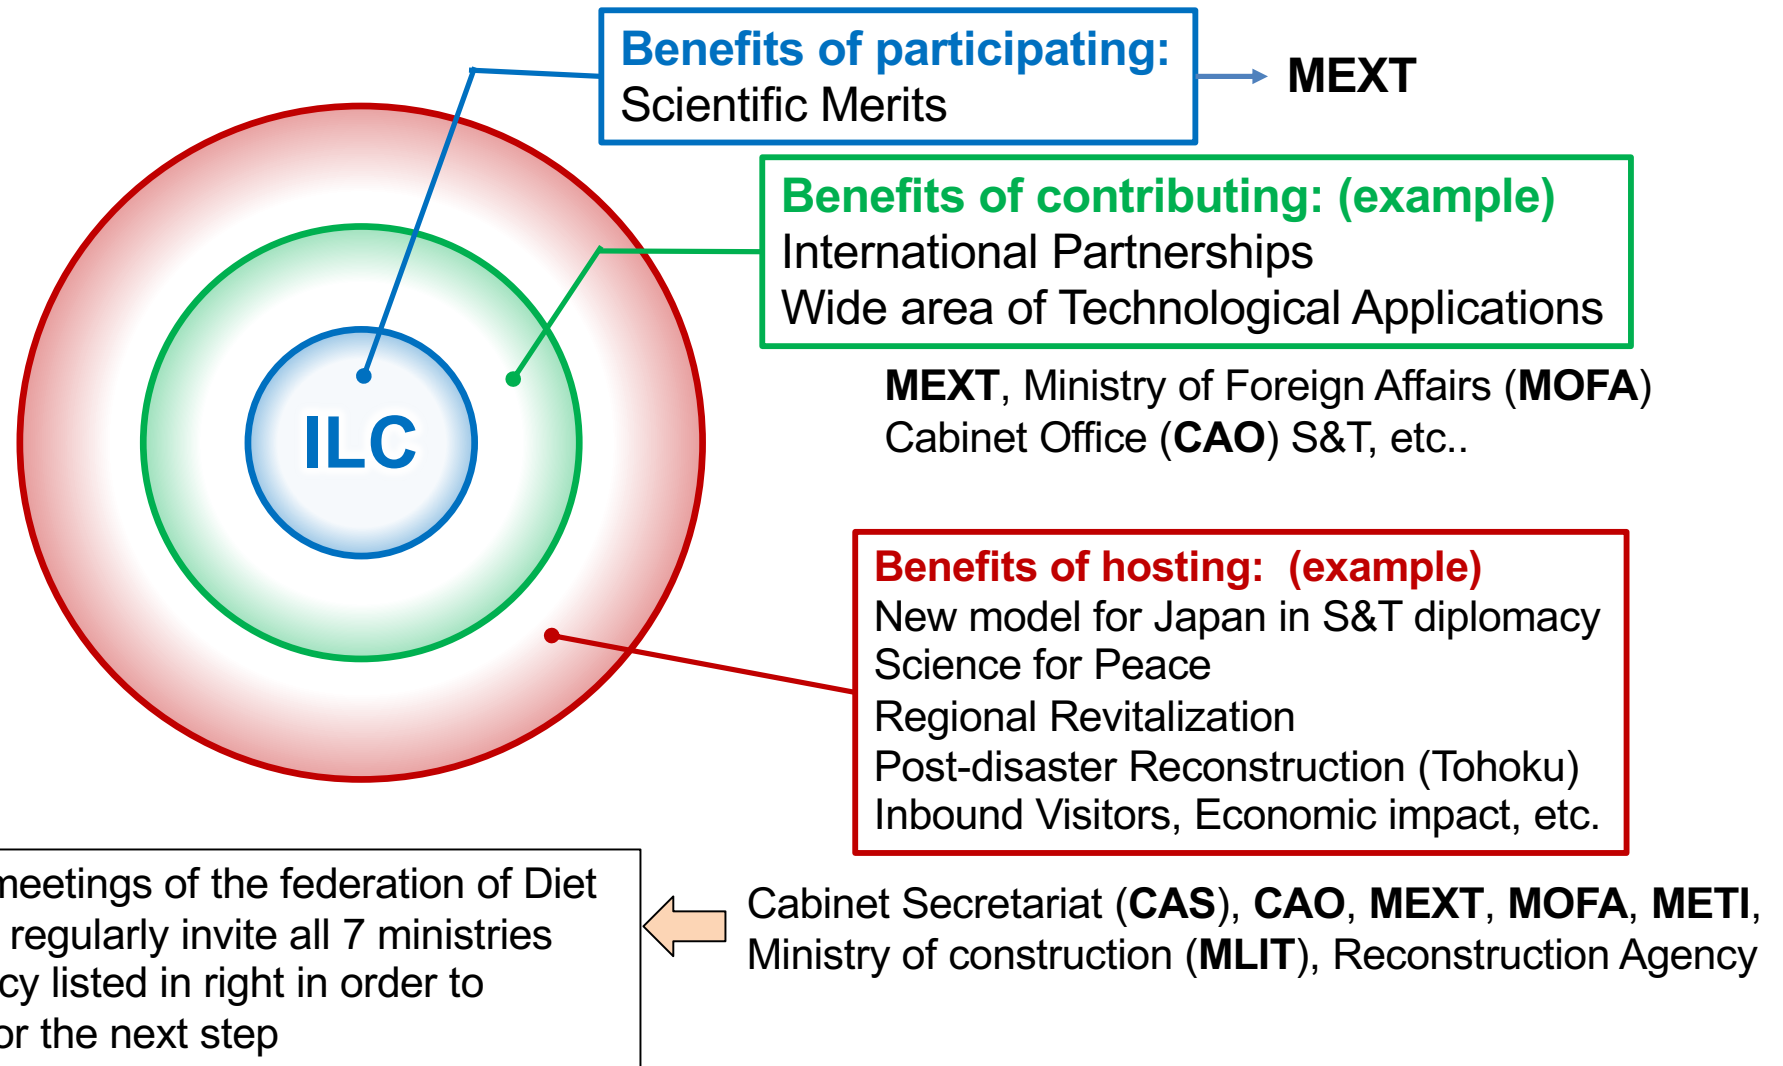 Benefits of participating:
Scientific Merits
MEXT
Benefits of contributing: (example)
International Partnerships
Wide area of Technological Applications
MEXT, Ministry of Foreign Affairs (MOFA)
Cabinet Office (CAO) S&T, etc..
ILC
Benefits of hosting: (example)
New model for Japan in S&T diplomacy
Science for Peace
Regional Revitalization
Post-disaster Reconstruction (Tohoku)
Inbound Visitors, Economic impact, etc.
meetings of the federation of Diet
regularly invite all 7 ministries
cy listed in right in order to
or the next step
Cabinet Secretariat (CAS), CAO, MEXT, MOFA, METI,
Ministry of construction (MLIT), Reconstruction Agency